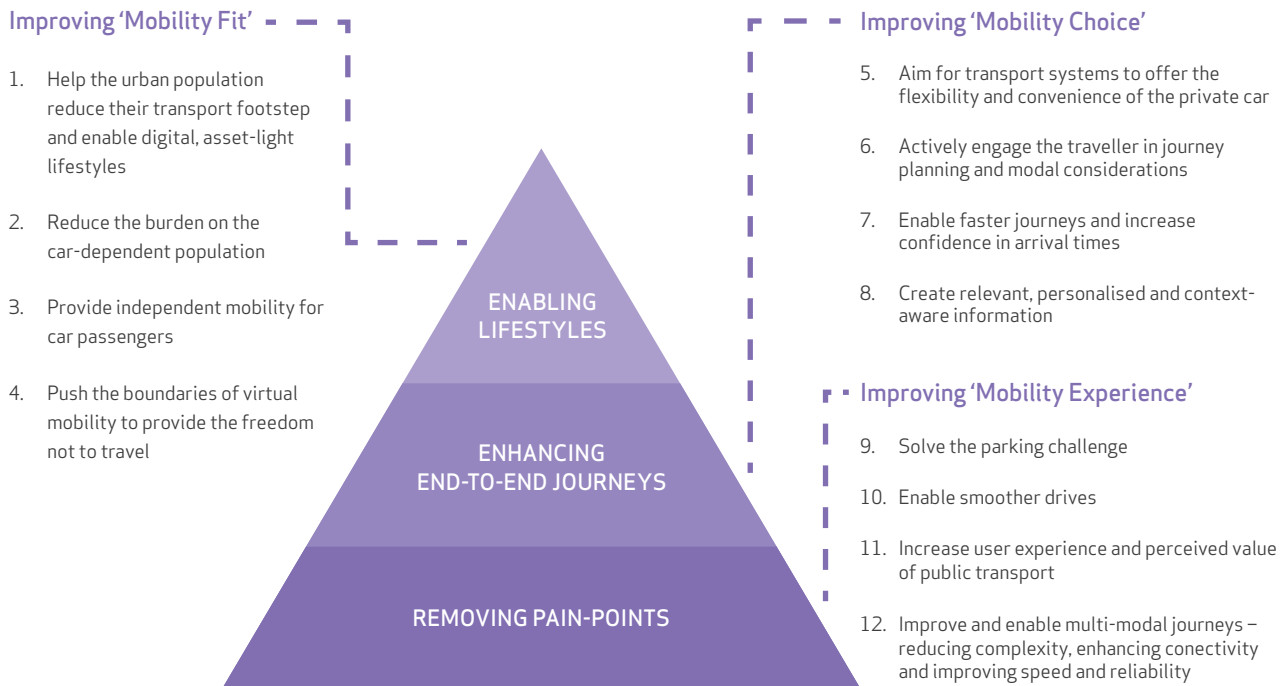 Improving ‘Mobility Fit’
1. Help the urban population
reduce their transport footstep
and enable digital, asset-light
lifestyles
2. Reduce the burden on the
car-dependent population
3. Provide independent mobility for
car passengers
4. Push the boundaries of virtual
mobility to provide the freedom
not to travel
ENABLING
LIFESTYLES
ENHANCING
END-TO-END JOURNEYS
REMOVING PAIN-POINTS
Improving ‘Mobility Choice’
5. Aim for transport systems to offer the
flexibility and convenience of the private car
6. Actively engage the traveller in journey
planning and modal considerations
7. Enable faster journeys and increase
confidence in arrival times
8. Create relevant, personalised and context-
aware information
Improving ‘Mobility Experience’
9. Solve the parking challenge
10. Enable smoother drives
11. Increase user experience and perceived value
of public transport
12. Improve and enable multi-modal journeys –
reducing complexity, enhancing conectivity
and improving speed and reliability